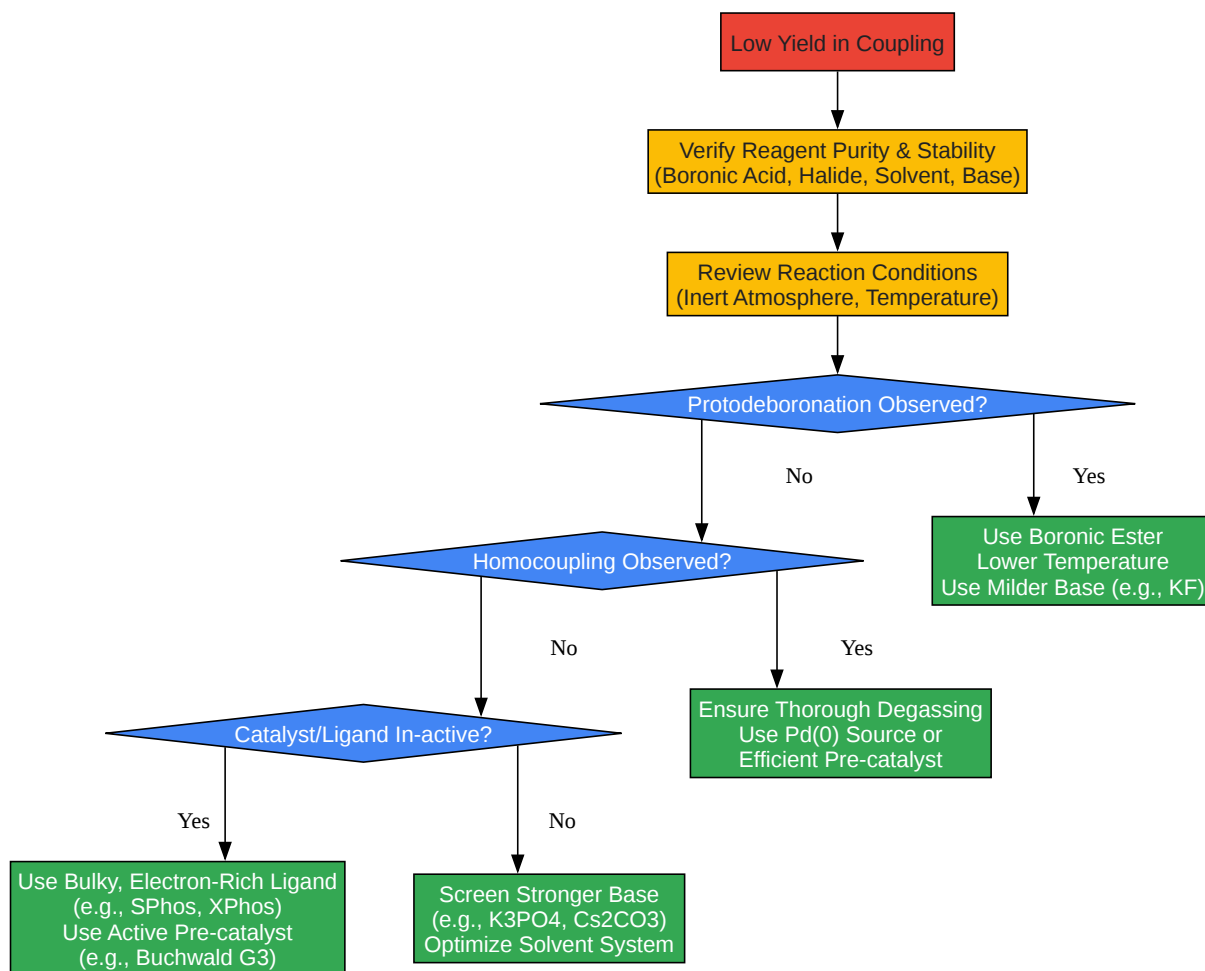 Low Yield in Coupling
Verify Reagent Purity & Stability
(Boronic Acid, Halide, Solvent, Base)
Review Reaction Conditions
(Inert Atmosphere, Temperature)
Protodeboronation Observed?
No
Yes
Use Boronic Ester
Lower Temperature
Use Milder Base (e.g., KF)
Homocoupling Observed?
No
Yes
Ensure Thorough Degassing
Use Pd(0) Source or
Efficient Pre-catalyst
Catalyst/Ligand In-active?
Yes
No
Use Bulky, Electron-Rich Ligand
(e.g., SPhos, XPhos)
Use Active Pre-catalyst
(e.g., Buchwald G3)
Screen Stronger Base
(e.g., K3PO4, Cs2CO3)
Optimize Solvent System